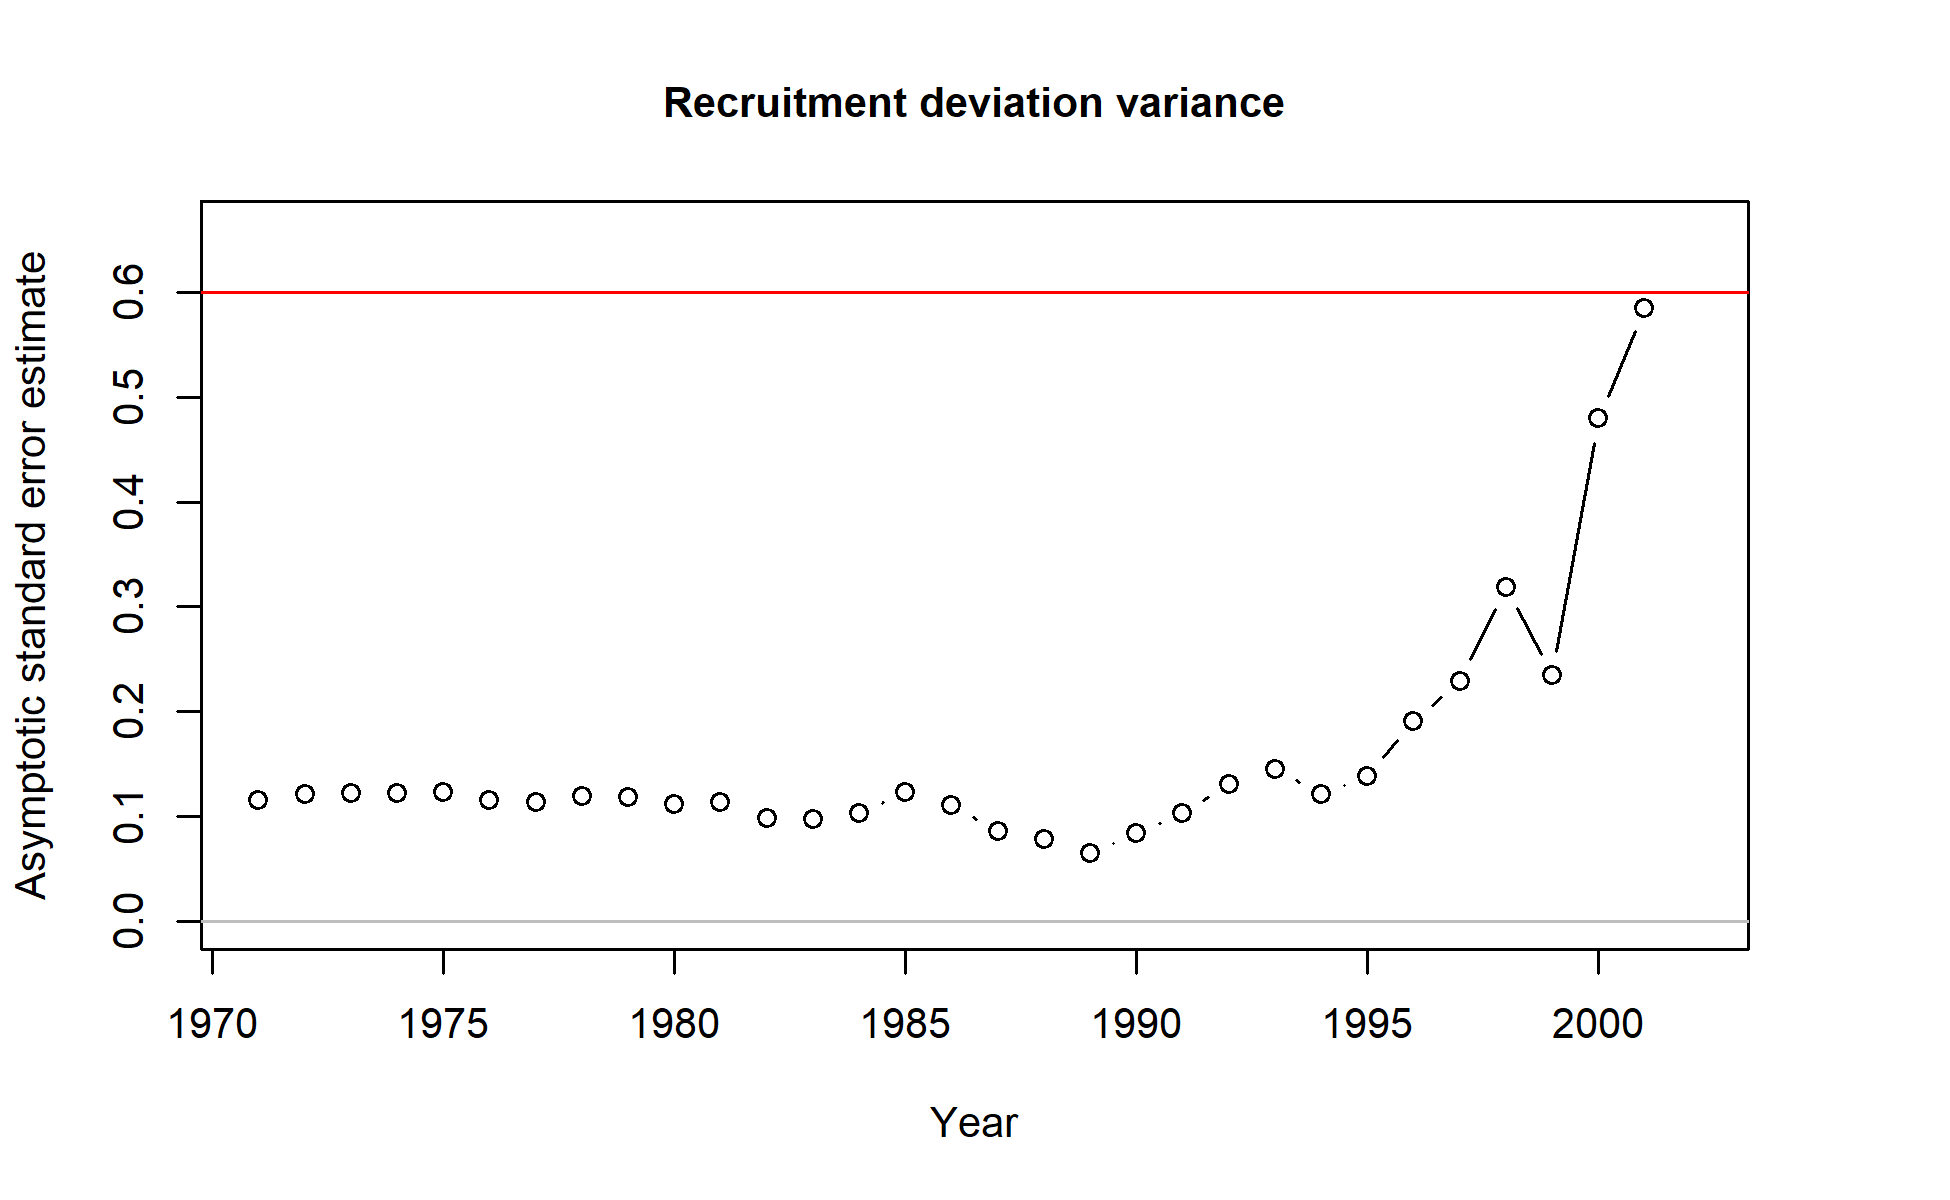 Recruitment deviation variance
Asymptotic standard error estimate
0.6
0.5
0.4
0.3
0.2
0.1
0.0
1970 1975 1980 1985 1990 1995 2000
Year